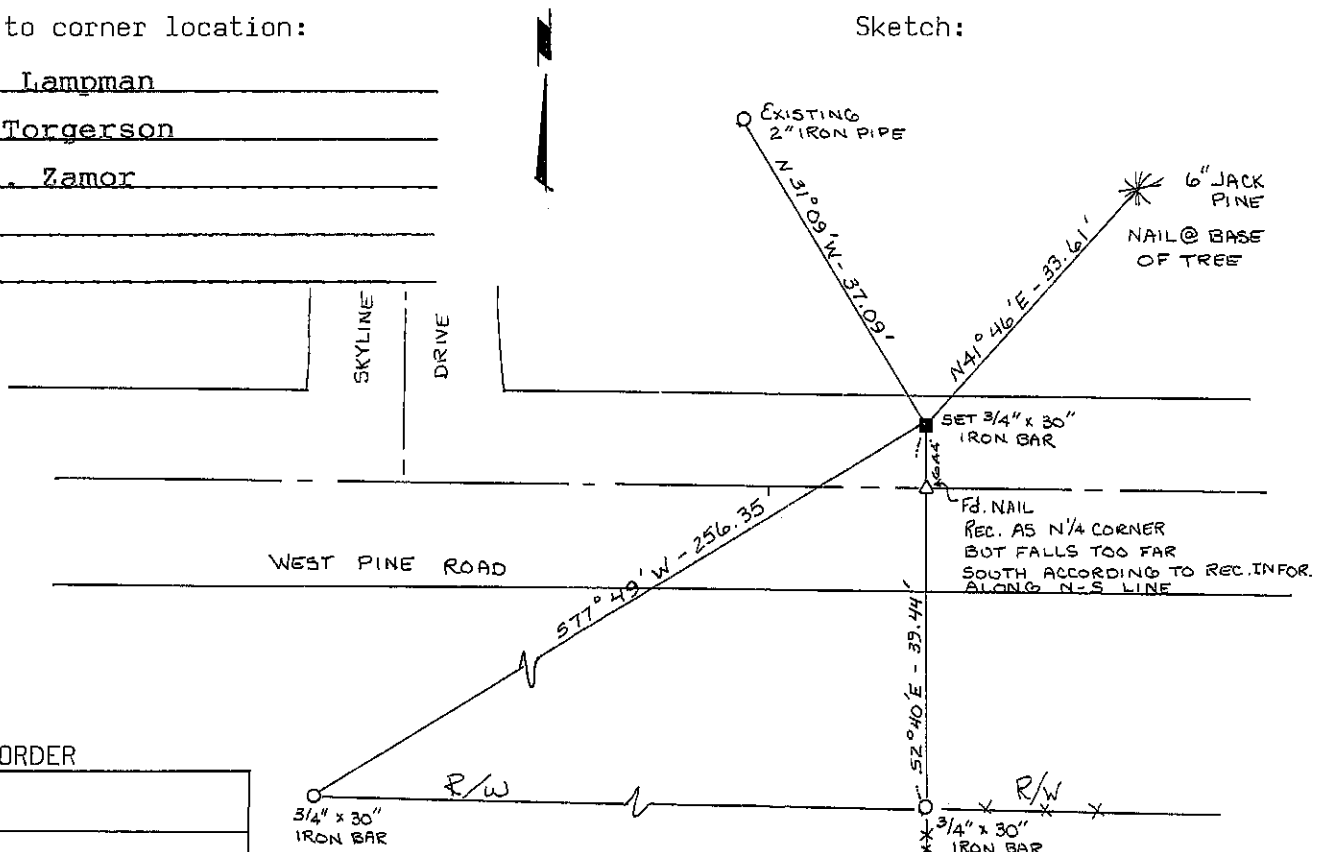 to corner location:
Sketch:
Lampman
Torgerson
. Zamor
EXISTING
2" IRON PIPE
N 31° 09' W - 37.09'
6" JACK
PINE
NAIL @ BASE
OF TREE
N41° 46' E - 33.61'
SKYLINE
DRIVE
SET 3/4" x 30"
IRON BAR
Fd. NAIL
REC. AS N 1/4 CORNER
BUT FALLS TOO FAR
SOUTH ACCORDING TO REC. INFOR.
ALONG N-S LINE
WEST PINE ROAD
S77° 49' W - 256.35'
S2° 40' E - 39.44'
ORDER
R/W
R/W
3/4" x 30"
IRON BAR
3/4" x 30"
IRON BAR